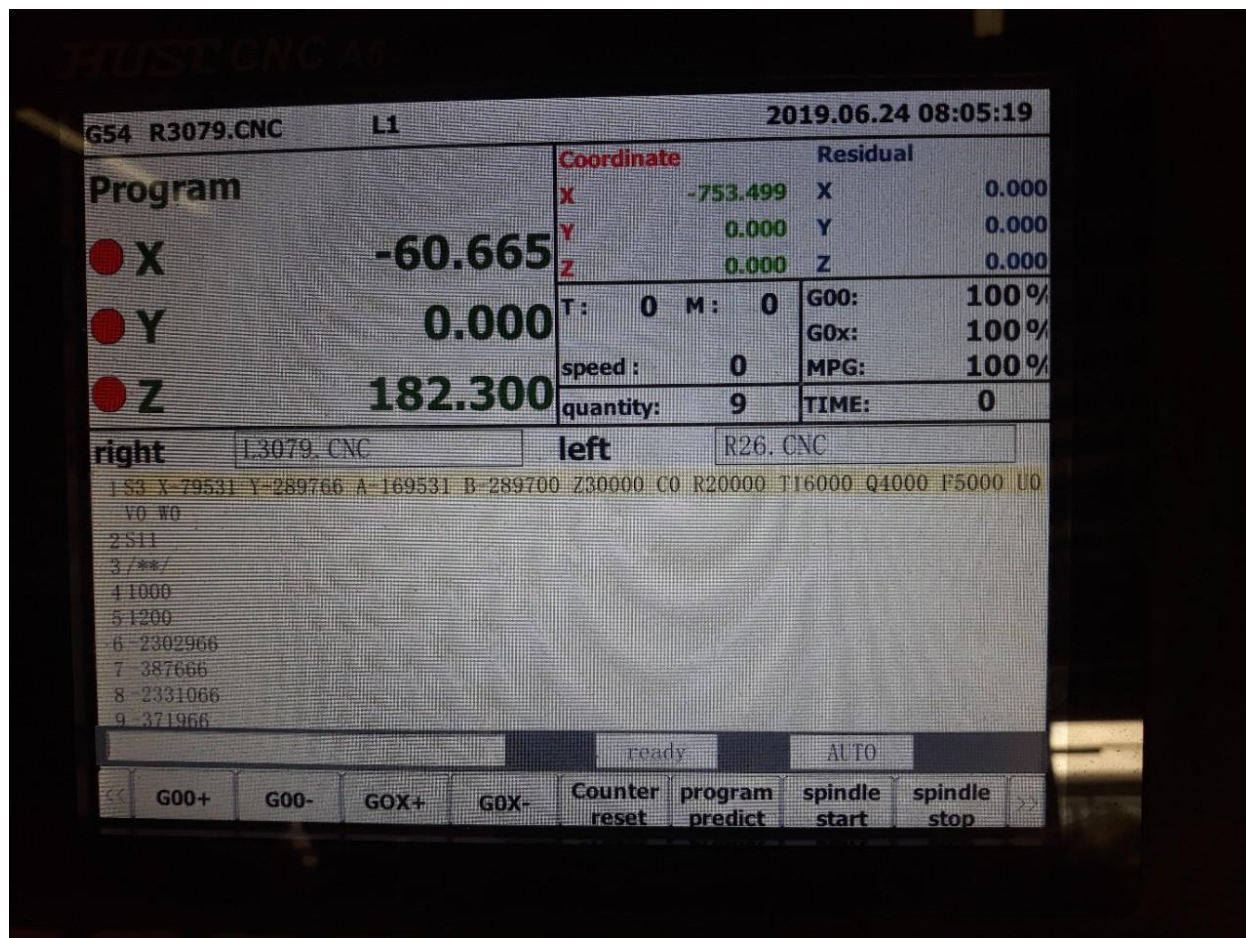 HUST CNC A6
G54 R3079.CNC L1 2019.06.24 08:05:19
Program
X -60.665
Y 0.000
Z 182.300
Coordinate Residual
X -753.499 X 0.000
Y 0.000 Y 0.000
Z 0.000 Z 0.000
T: 0 M: 0 G00: 100%
G0x: 100%
speed: 0 MPG: 100%
quantity: 9 TIME: 0
right L3079. CNC left R26. CNC
1 S3 X-79531 Y-289766 A-169531 B-289700 Z30000 C0 R20000 T16000 Q4000 F5000 U0
V0 W0
2 S11
3 /**/
4 1000
5 1200
6 -2302966
7 -387666
8 -2331066
9 -371966
ready AUTO
<< G00+ G00- GOX+ G0X- Counter reset program predict spindle start spindle stop >>